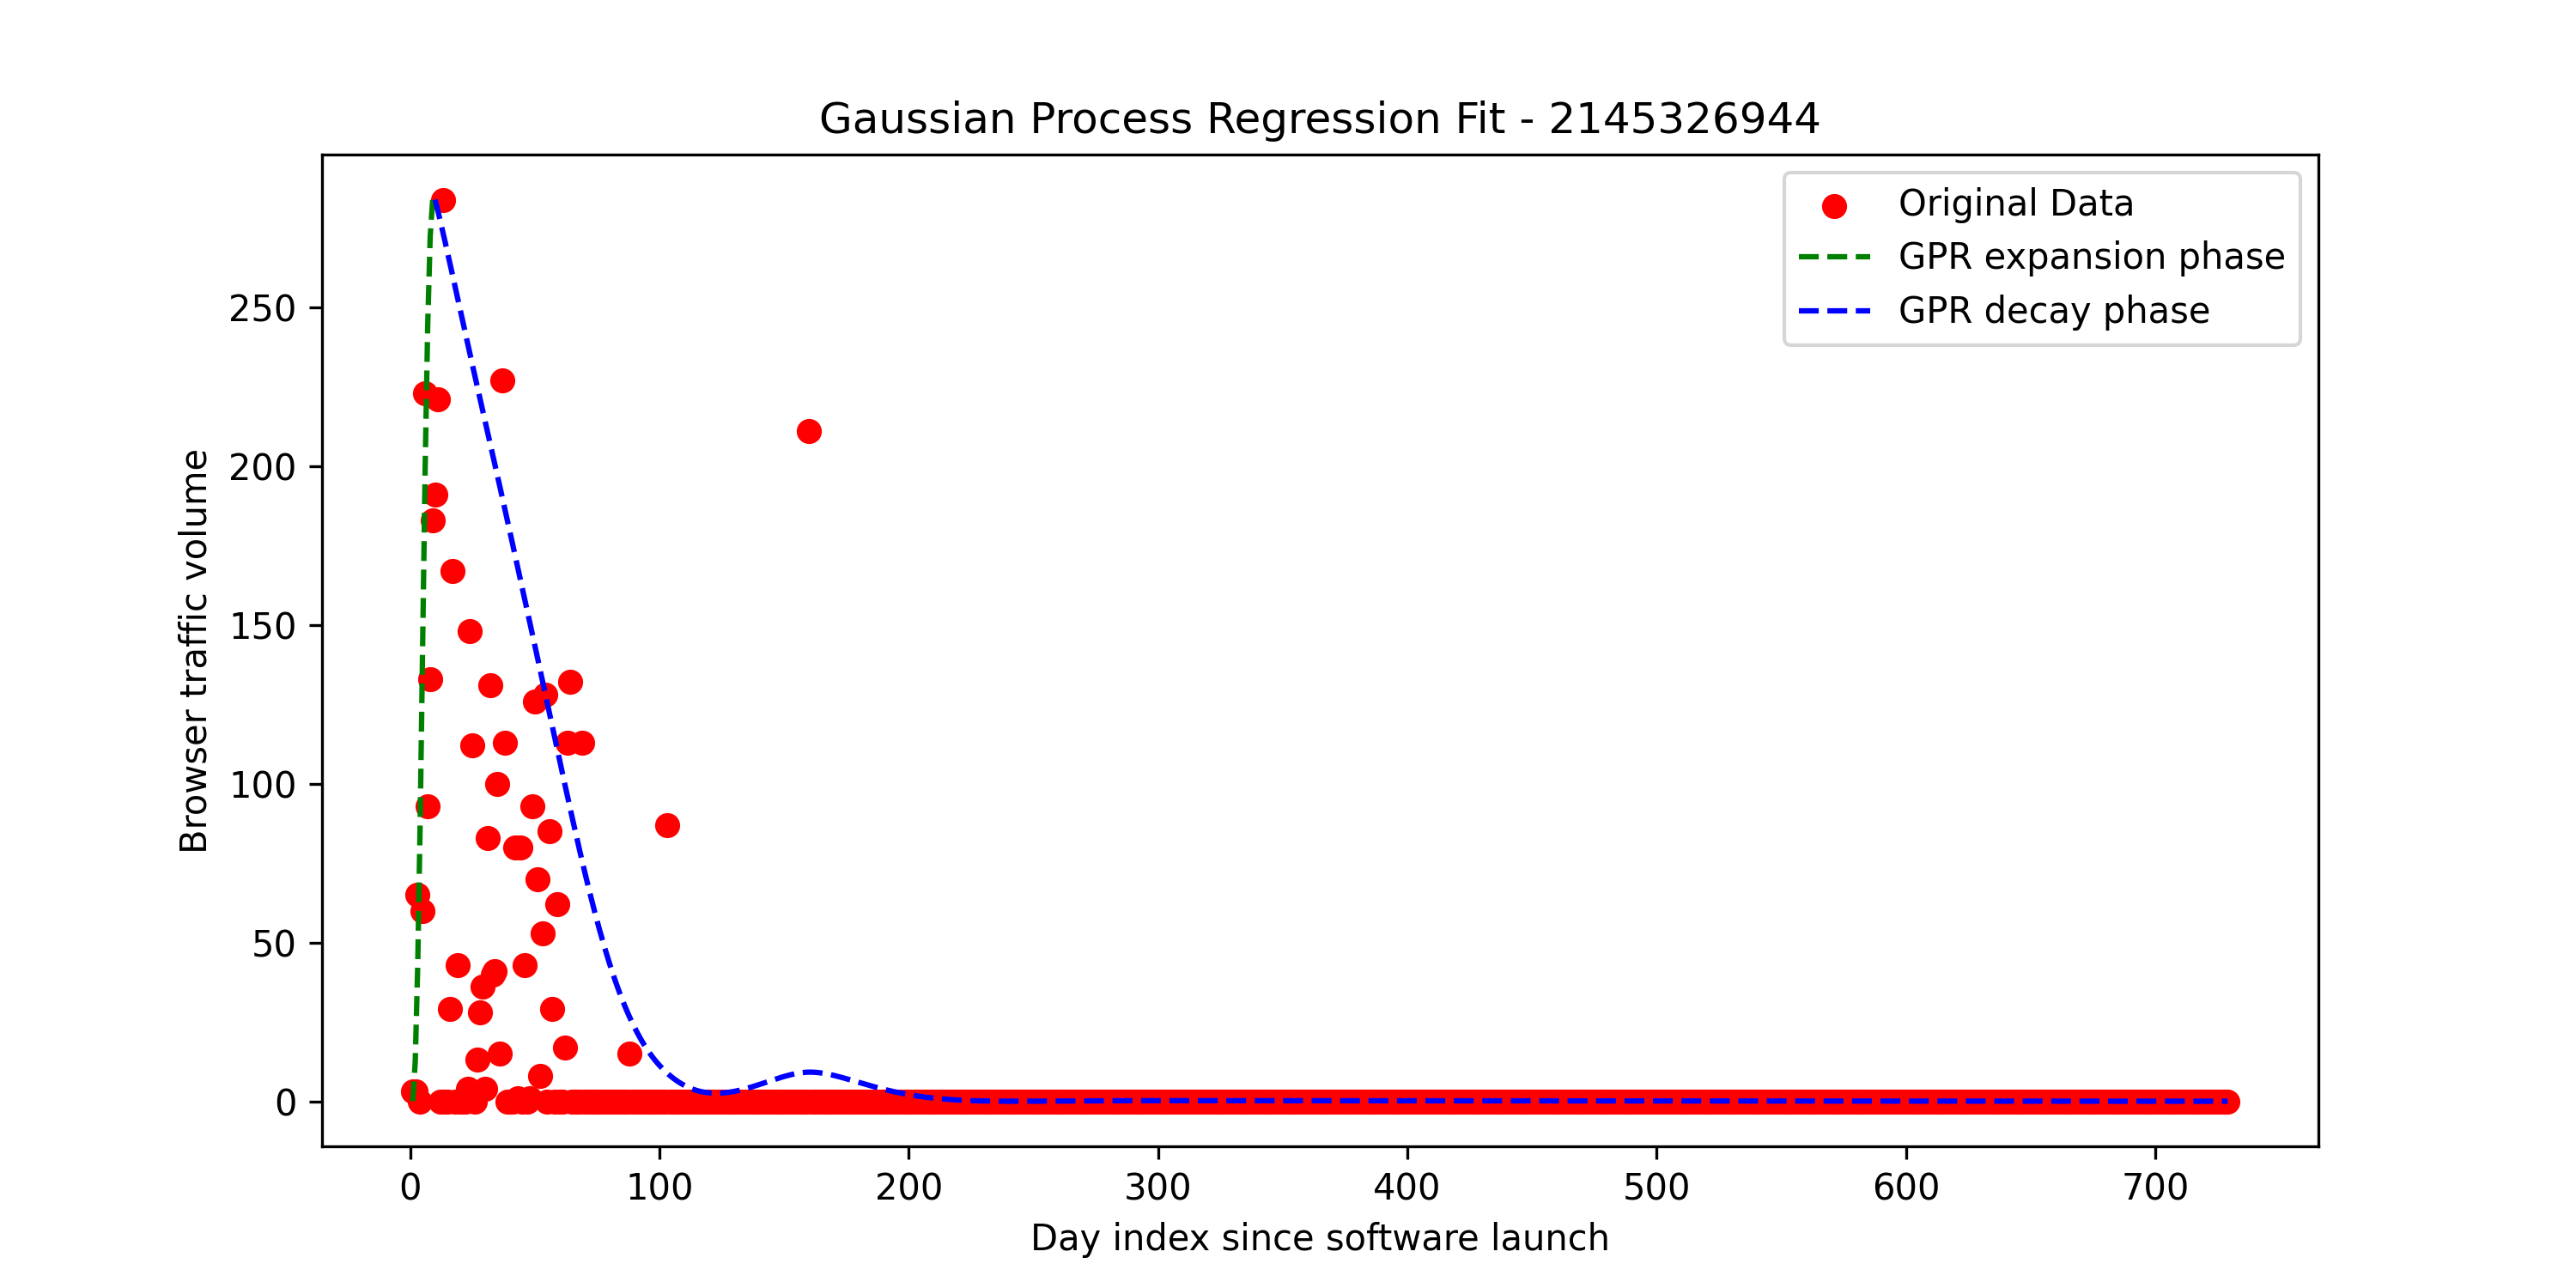 Gaussian Process Regression Fit - 2145326944
Original Data
GPR expansion phase
GPR decay phase
Browser traffic volume
250
200
150
100
50
0
0 100 200 300 400 500 600 700
Day index since software launch